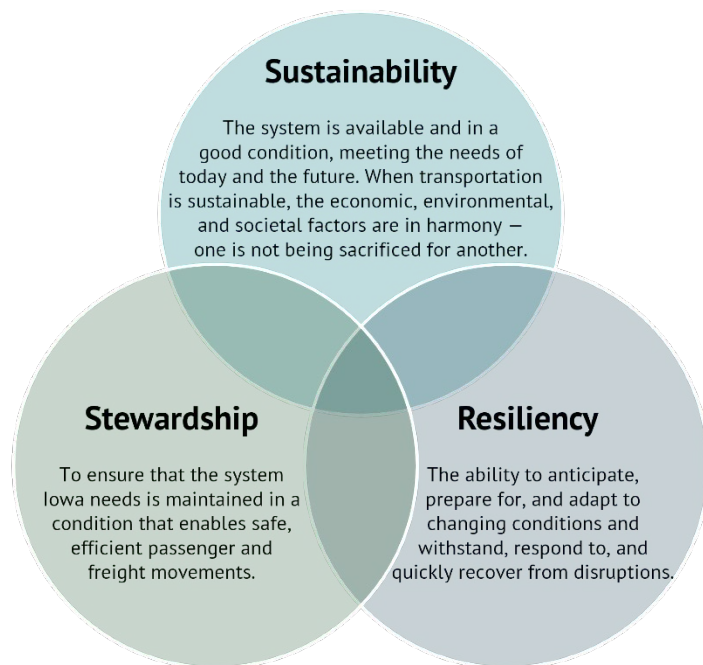 Sustainability
The system is available and in a
good condition, meeting the needs of
today and the future. When transportation
is sustainable, the economic, environmental,
and societal factors are in harmony —
one is not being sacrificed for another.
Stewardship
To ensure that the system
Iowa needs is maintained in a
condition that enables safe,
efficient passenger and
freight movements.
Resiliency
The ability to anticipate,
prepare for, and adapt to
changing conditions and
withstand, respond to, and
quickly recover from disruptions.